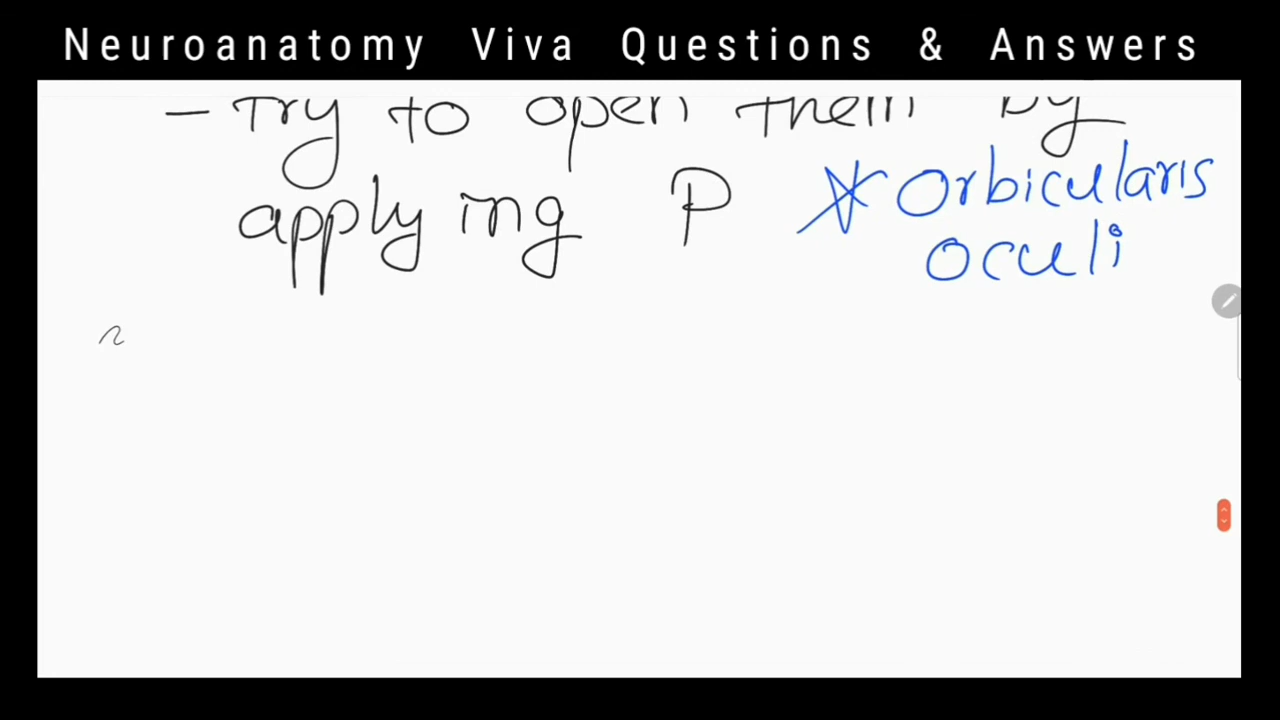 Neuroanatomy Viva Questions & Answers
- Try to open them by
applying P * Orbicularis
oculi